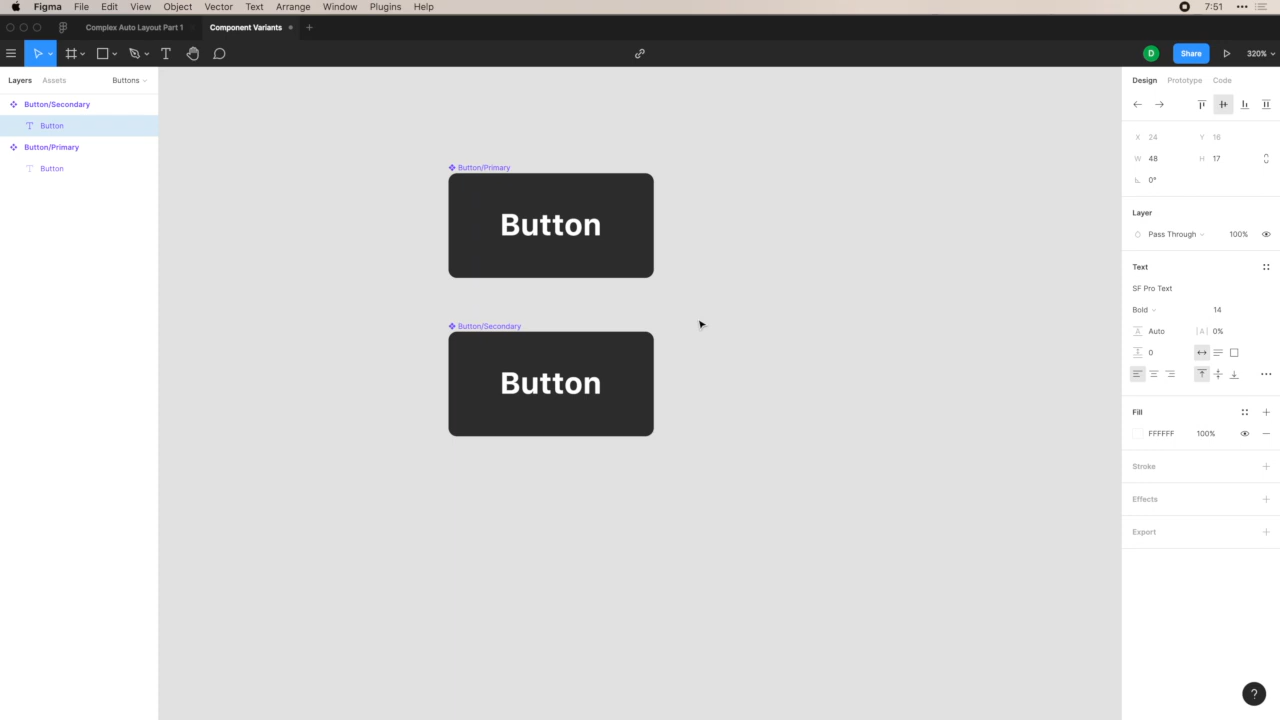 Figma File Edit View Object Vector Text Arrange Window Plugins Help 7:51
Complex Auto Layout Part 1 Component Variants
D Share 320%
Layers Assets Buttons
Button/Secondary
Button
Button/Primary
Button
Button/Primary
Button
Button/Secondary
Button
Design Prototype Code
X 24 Y 16
W 48 H 17
0°
Layer
Pass Through 100%
Text
SF Pro Text
Bold 14
Auto |A| 0%
0
Fill
FFFFFF 100%
Stroke
Effects
Export
?